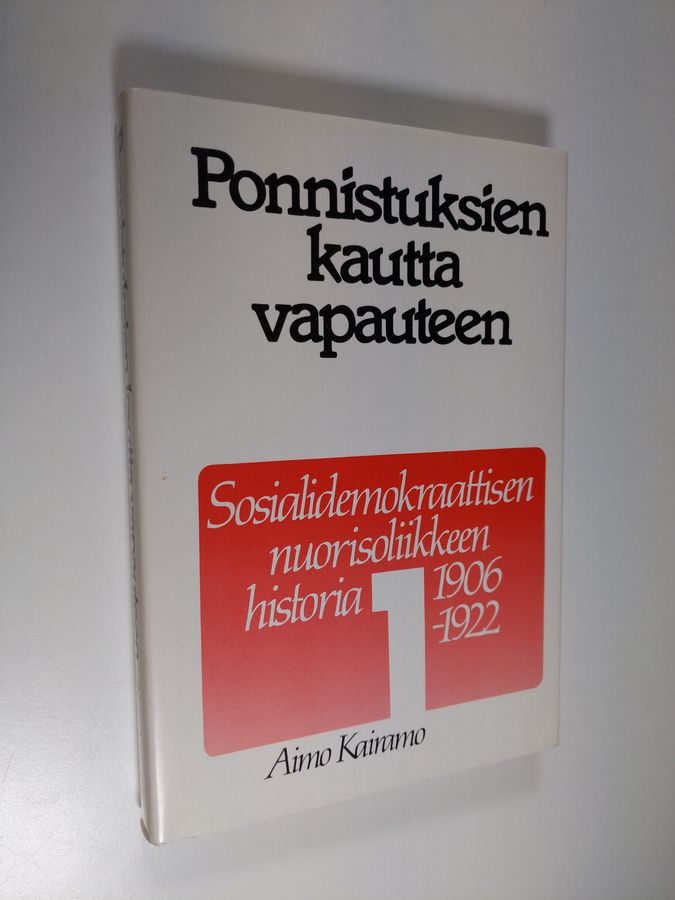 Ponnistuksien
kautta
vapauteen
Sosialidemokraattisen
nuorisoliikkeen
historia 1 1906
-1922
Aimo Kairamo